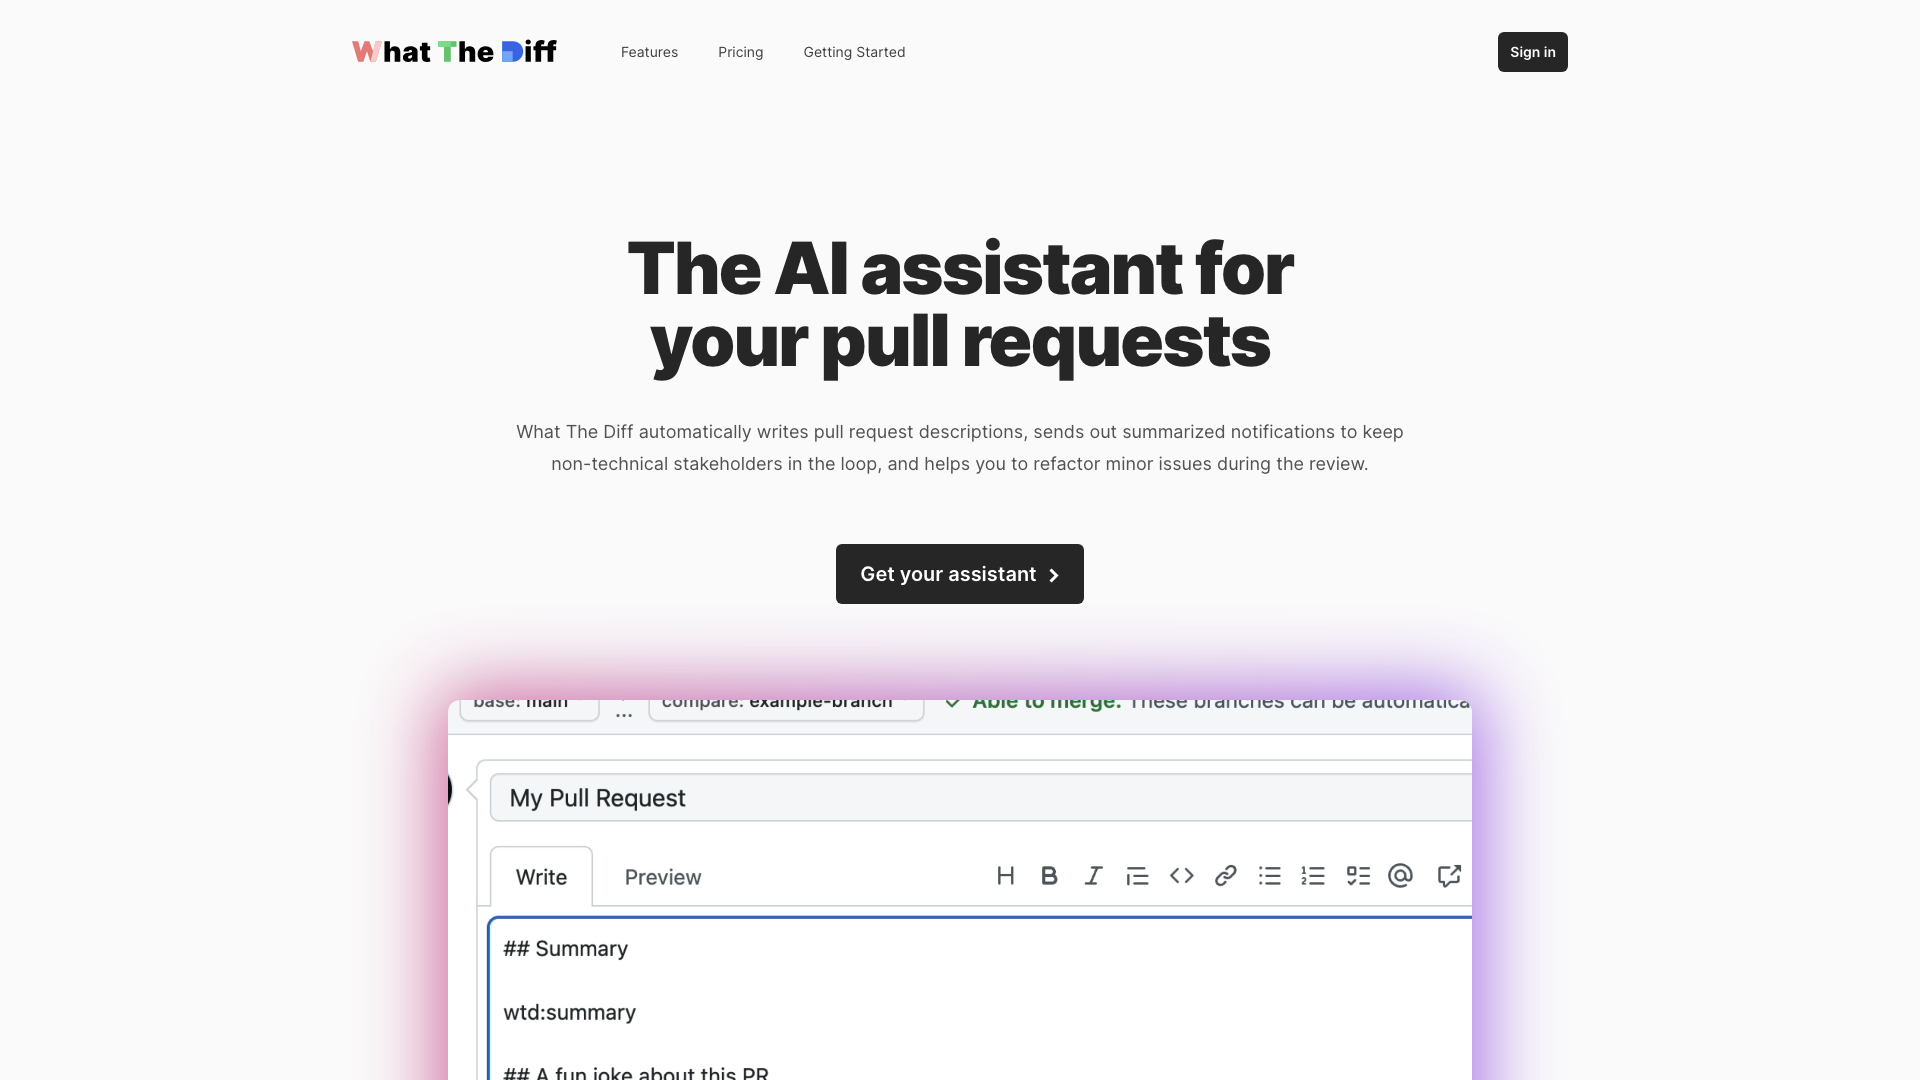 What The Diff
Features
Pricing
Getting Started
Sign in
The AI assistant for
your pull requests
What The Diff automatically writes pull request descriptions, sends out summarized notifications to keep
non-technical stakeholders in the loop, and helps you to refactor minor issues during the review.
Get your assistant
base: main
...
compare: example-branch
Able to merge. These branches can be automatica
My Pull Request
Write
Preview
## Summary
wtd:summary
## A fun joke about this PR